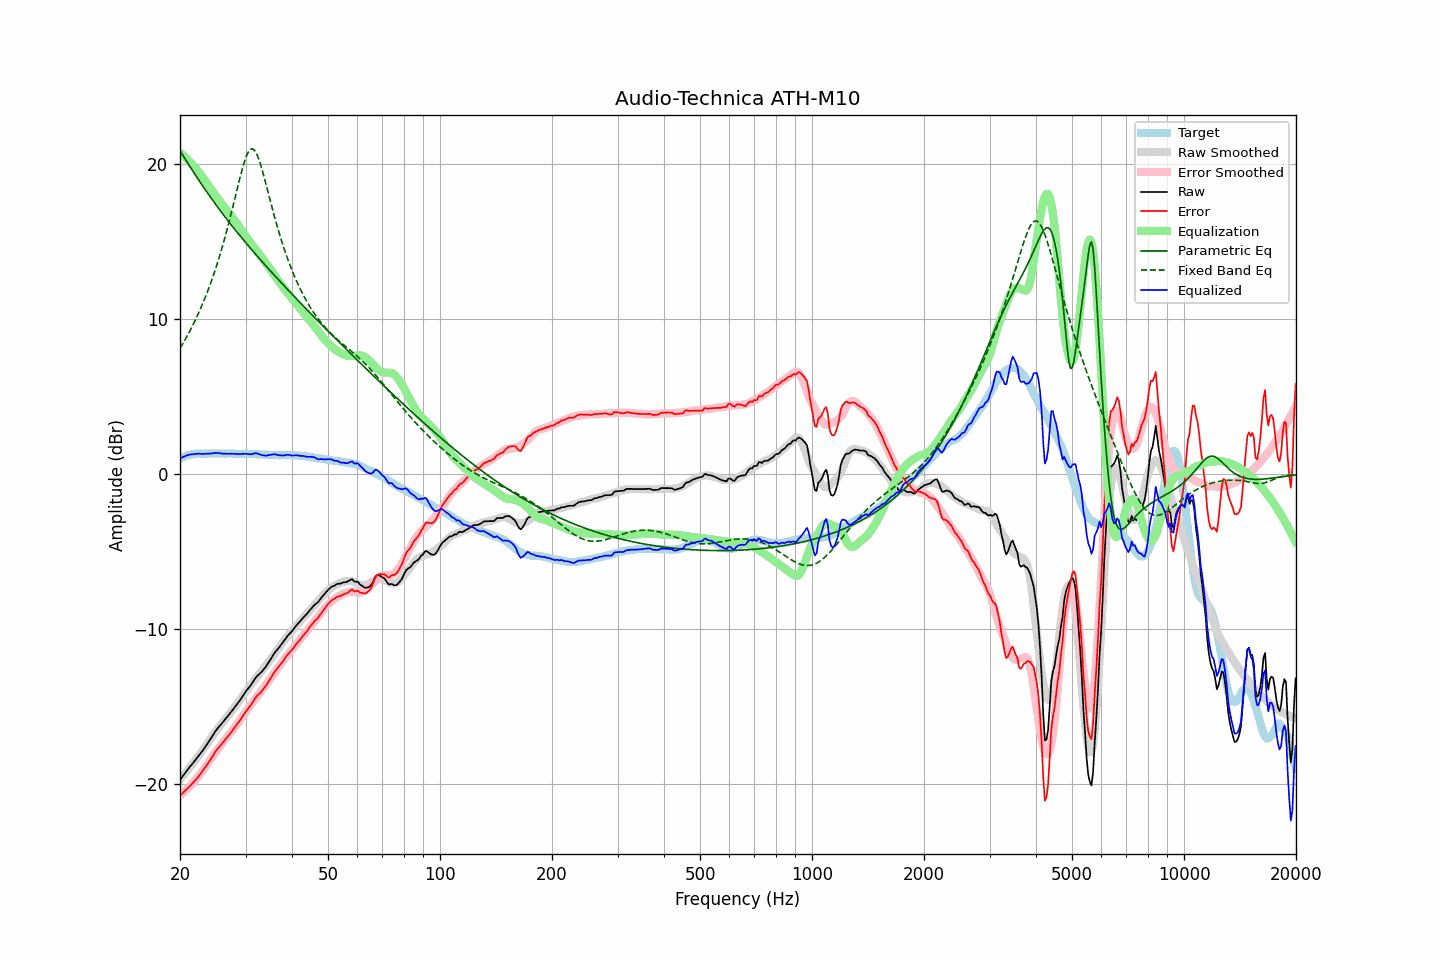 Audio-Technica ATH-M10
Target
Raw Smoothed
Error Smoothed
Raw
Error
Equalization
Parametric Eq
Fixed Band Eq
Equalized
Amplitude (dBr)
20
10
0
−10
−20
20 50 100 200 500 1000 2000 5000 10000 20000
Frequency (Hz)